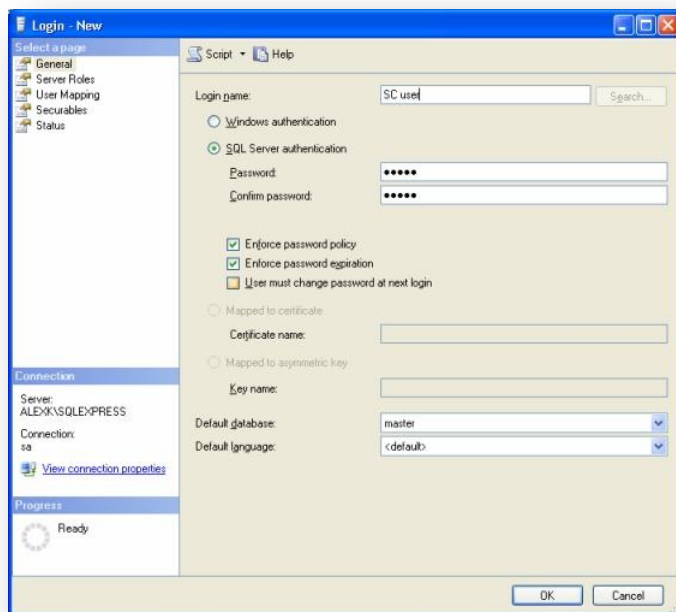 Login - New
Select a page
General
Server Roles
User Mapping
Securables
Status
Script Help
Login name: SC user Search...
Windows authentication
SQL Server authentication
Password: •••••
Confirm password: •••••
Enforce password policy
Enforce password expiration
User must change password at next login
Mapped to certificate
Certificate name:
Mapped to asymmetric key
Key name:
Default database: master
Default language: <default>
Connection
Server:
ALEXK\SQLEXPRESS
Connection:
sa
View connection properties
Progress
Ready
OK Cancel